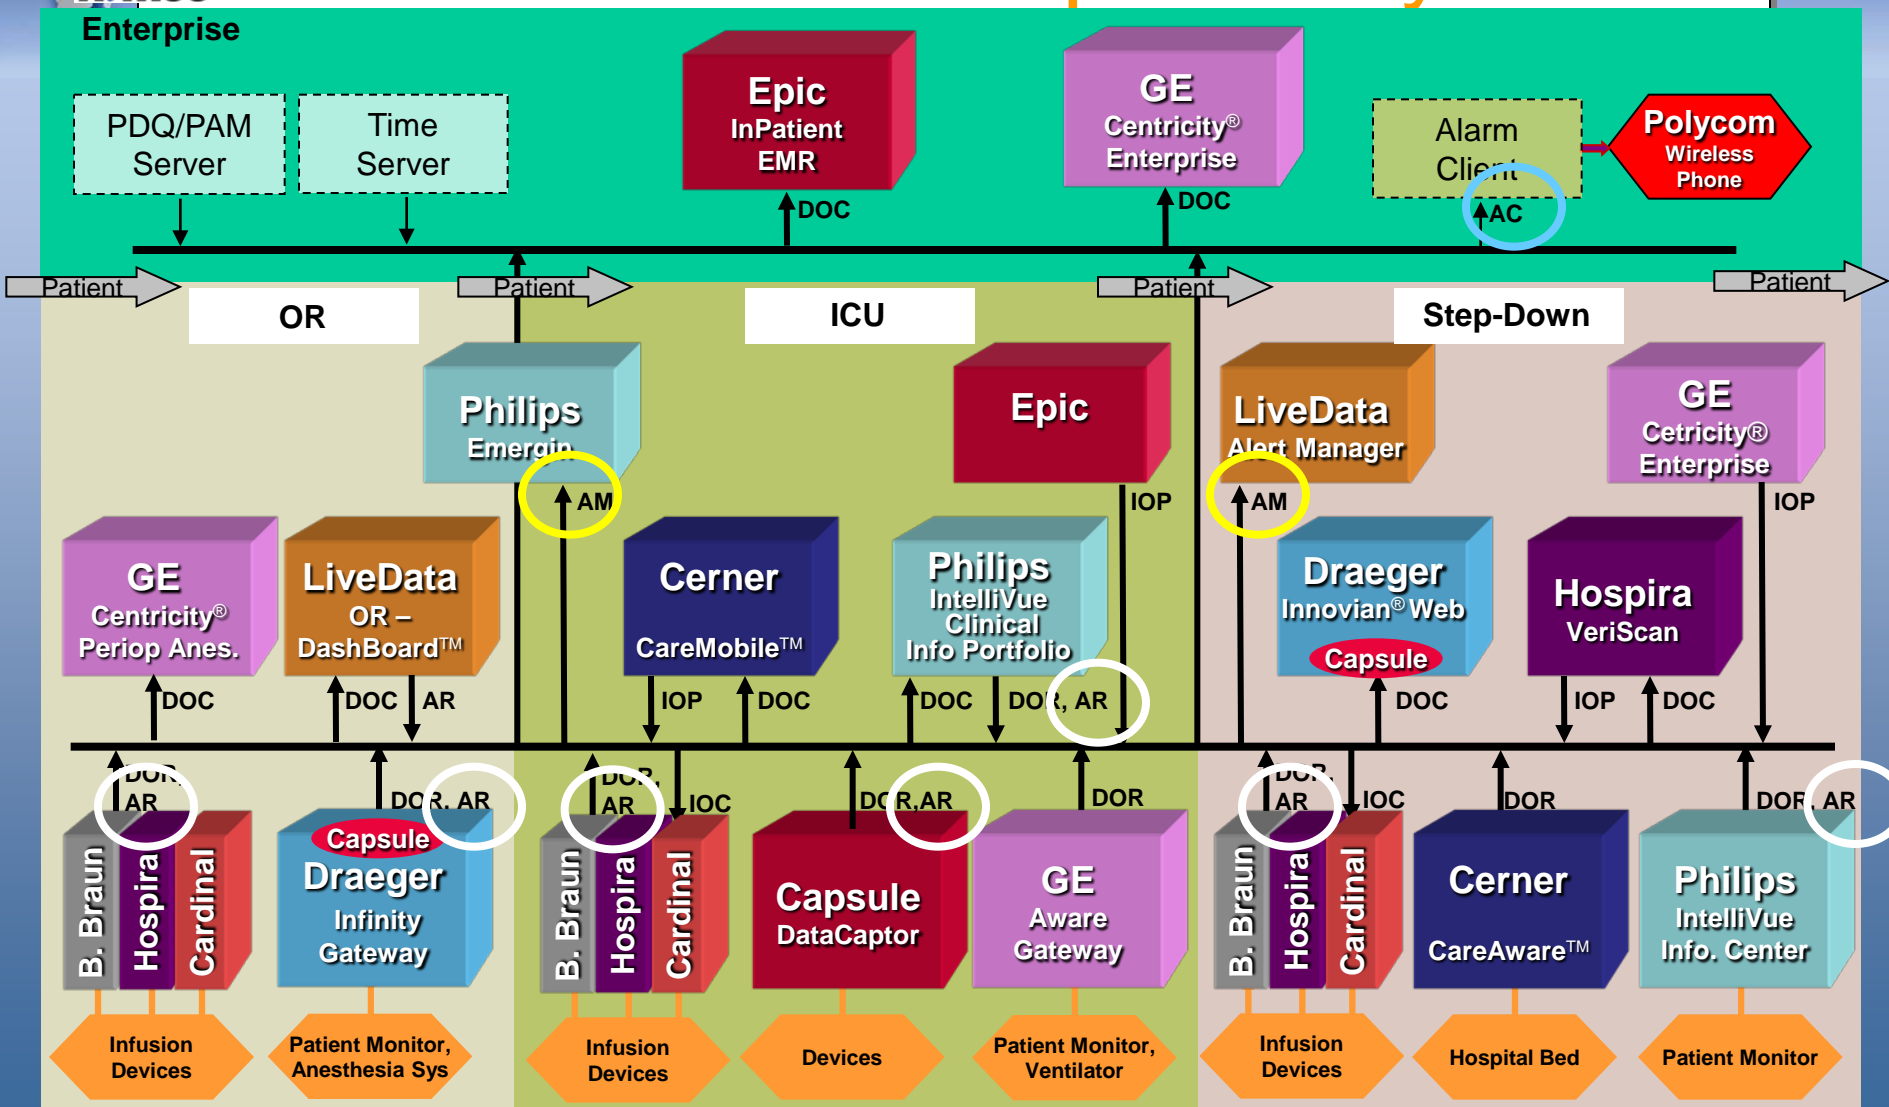 Enterprise
PDQ/PAM
Server
Time
Server
Epic
InPatient
EMR
GE
Centricity®
Enterprise
Alarm
Client
Polycom
Wireless
Phone
DOC
DOC
AC
Patient
Patient
Patient
Patient
OR
ICU
Step-Down
Philips
Emergin
Epic
LiveData
Alert Manager
GE
Cetricity®
Enterprise
AM
IOP
AM
IOP
GE
Centricity®
Periop Anes.
LiveData
OR –
DashBoard™
Cerner
CareMobile™
Philips
IntelliVue
Clinical
Info Portfolio
Draeger
Innovian® Web
Capsule
Hospira
VeriScan
DOC
DOC
AR
IOP
DOC
DOC
DOR, AR
DOC
IOP
DOC
DOR,
AR
DOR, AR
DOR,
AR
IOC
DOR,AR
DOR
DOR,
AR
IOC
DOR
DOR, AR
B. Braun
Hospira
Cardinal
Capsule
Draeger
Infinity
Gateway
B. Braun
Hospira
Cardinal
Capsule
DataCaptor
GE
Aware
Gateway
B. Braun
Hospira
Cardinal
Cerner
CareAware™
Philips
IntelliVue
Info. Center
Infusion
Devices
Patient Monitor,
Anesthesia Sys
Infusion
Devices
Devices
Patient Monitor,
Ventilator
Infusion
Devices
Hospital Bed
Patient Monitor